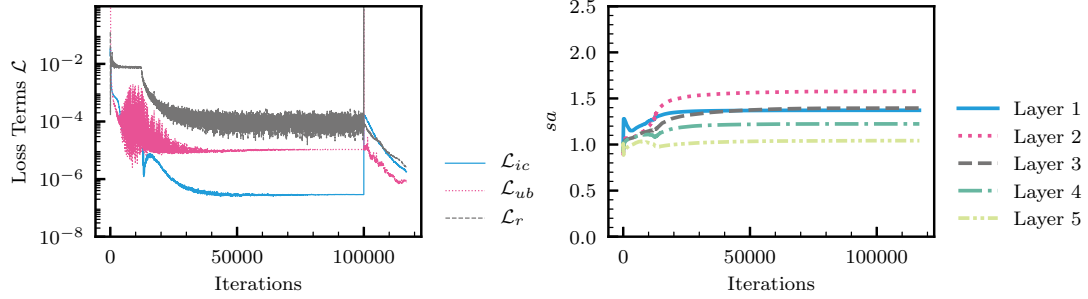 Loss Terms ℒ
10⁻²
10⁻⁴
10⁻⁶
10⁻⁸
0
50000
100000
Iterations
ℒ_ic
ℒ_ub
ℒ_r
sa
2.5
2.0
1.5
1.0
0.5
0.0
0
50000
100000
Iterations
Layer 1
Layer 2
Layer 3
Layer 4
Layer 5